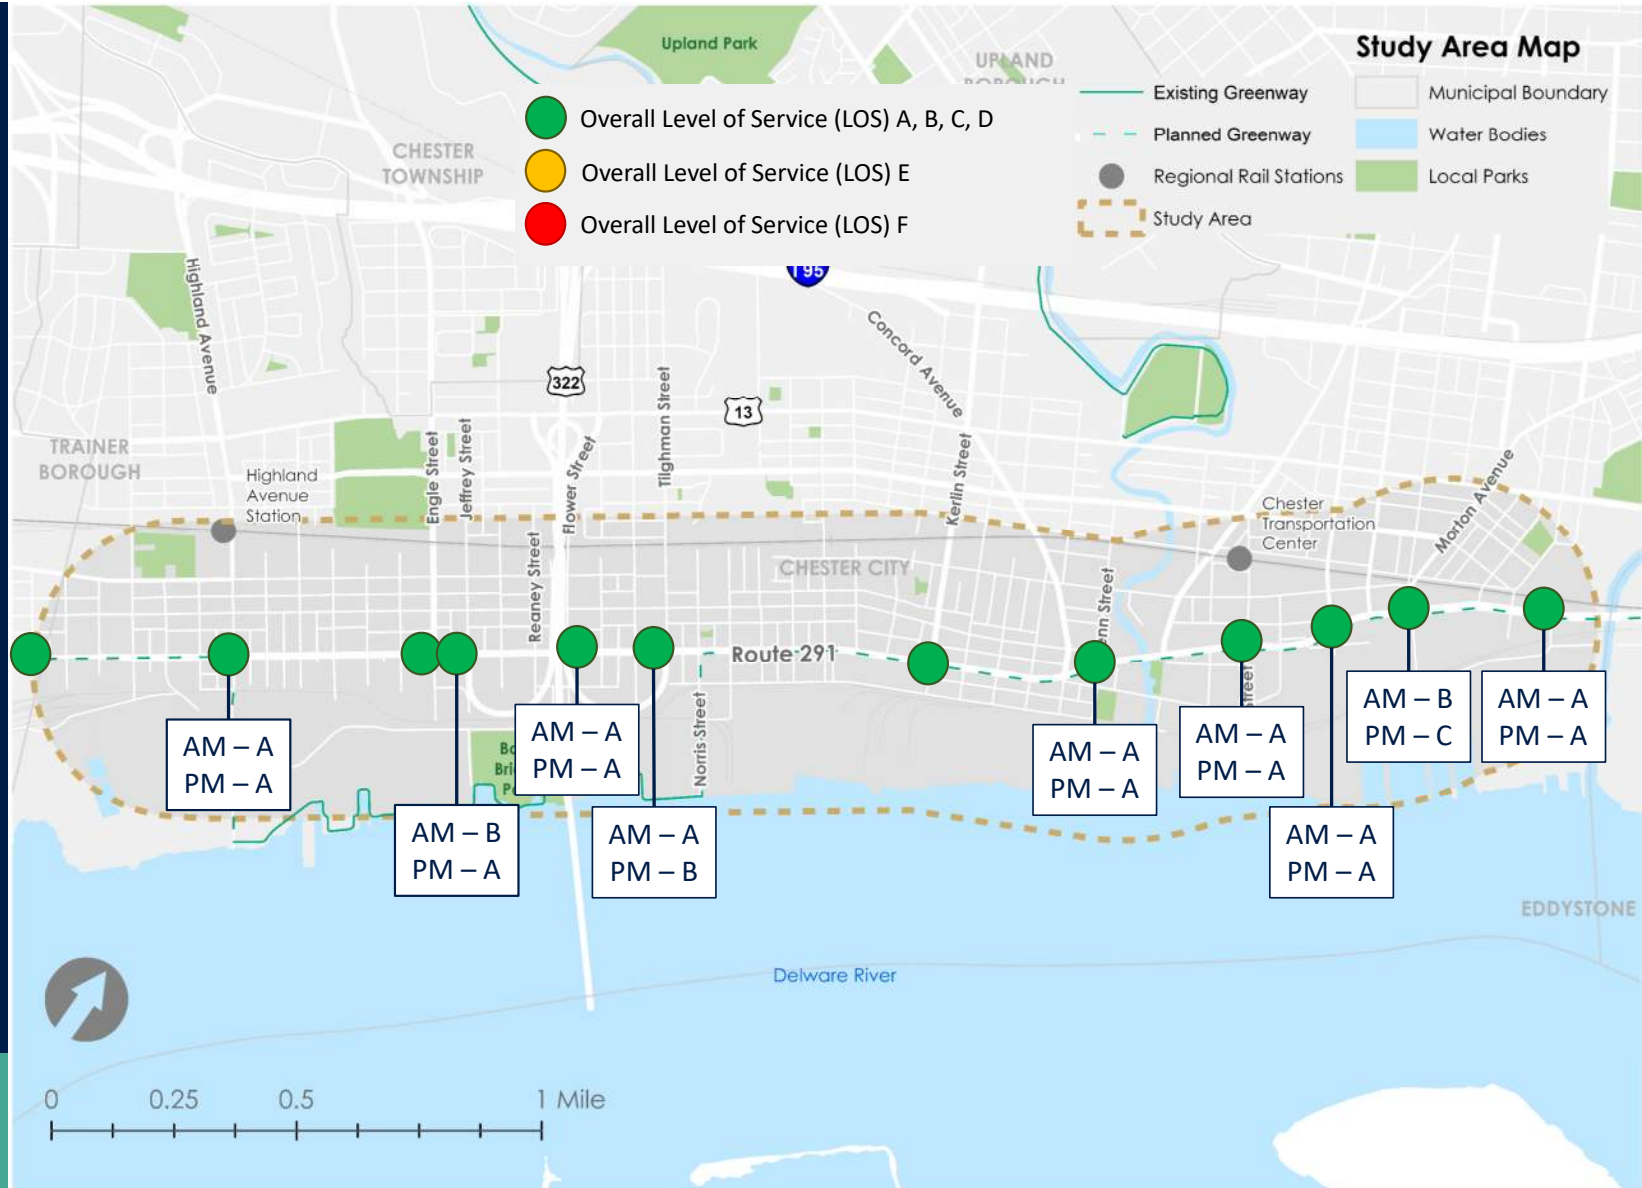 Study Area Map
Upland Park
UPLAND
BOROUGH
Overall Level of Service (LOS) A, B, C, D
Overall Level of Service (LOS) E
Overall Level of Service (LOS) F
Existing Greenway
Planned Greenway
Regional Rail Stations
Study Area
Municipal Boundary
Water Bodies
Local Parks
CHESTER
TOWNSHIP
I 95
Highland Avenue
322
13
Concord Avenue
TRAINER
BOROUGH
Highland
Avenue
Station
Engle Street
Jeffrey Street
Reaney Street
Flower Street
Tilghman Street
Kerlin Street
Chester
Transportation
Center
Morton Avenue
CHESTER CITY
enn Street
Route 291
Norris Street
Street
AM – A
PM – A
AM – B
PM – A
AM – A
PM – A
AM – A
PM – B
AM – A
PM – A
AM – A
PM – A
AM – A
PM – A
AM – B
PM – C
AM – A
PM – A
EDDYSTONE
Delware River
0 0.25 0.5 1 Mile